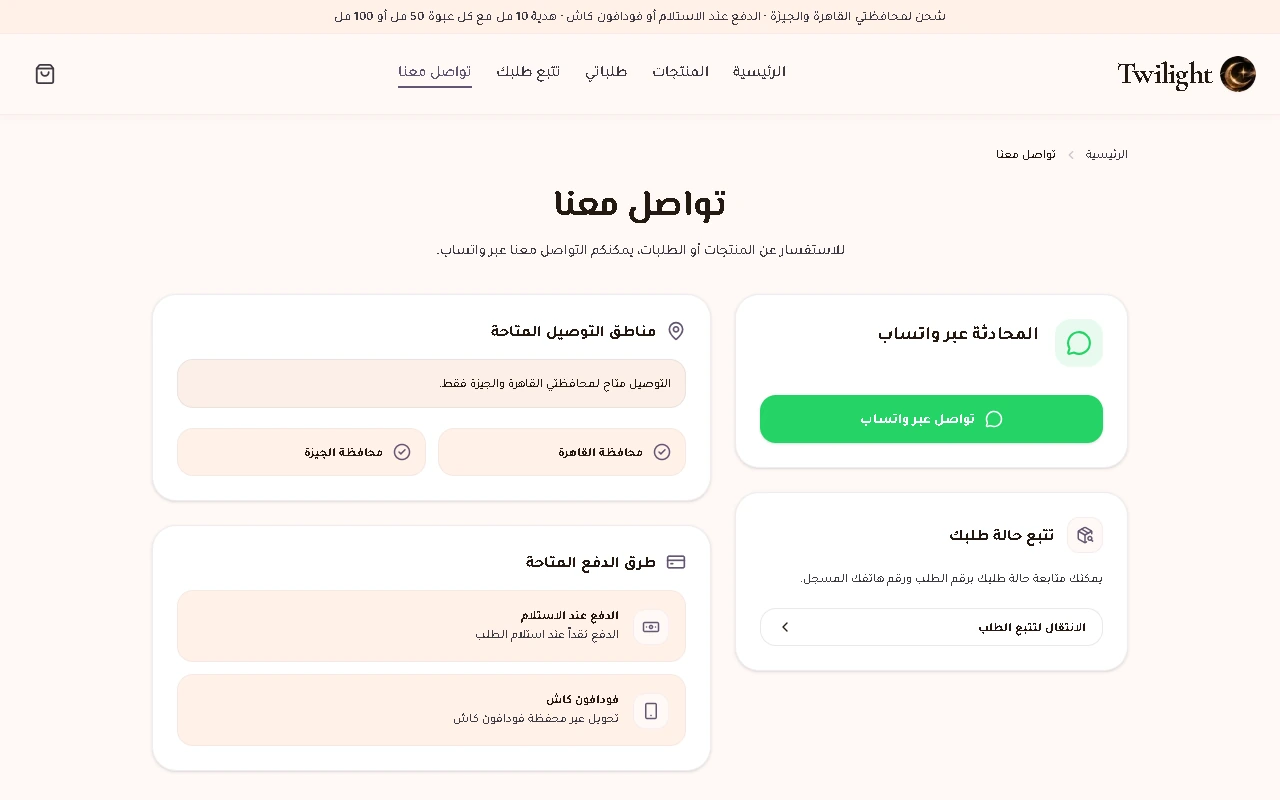 شحن لمحافظتي القاهرة والجيزة · الدفع عند الاستلام أو فودافون كاش · هدية 10 مل مع كل عبوة 50 مل أو 100 مل
Twilight
الرئيسية
المنتجات
طلباتي
تتبع طلبك
تواصل معنا
الرئيسية
تواصل معنا
تواصل معنا
للاستفسار عن المنتجات أو الطلبات، يمكنكم التواصل معنا عبر واتساب.
المحادثة عبر واتساب
تواصل عبر واتساب
تتبع حالة طلبك
يمكنك متابعة حالة طلبك برقم الطلب ورقم هاتفك المسجل.
الانتقال لتتبع الطلب
مناطق التوصيل المتاحة
التوصيل متاح لمحافظتي القاهرة والجيزة فقط.
محافظة القاهرة
محافظة الجيزة
طرق الدفع المتاحة
الدفع عند الاستلام
الدفع نقداً عند استلام الطلب
فودافون كاش
تحويل عبر محفظة فودافون كاش